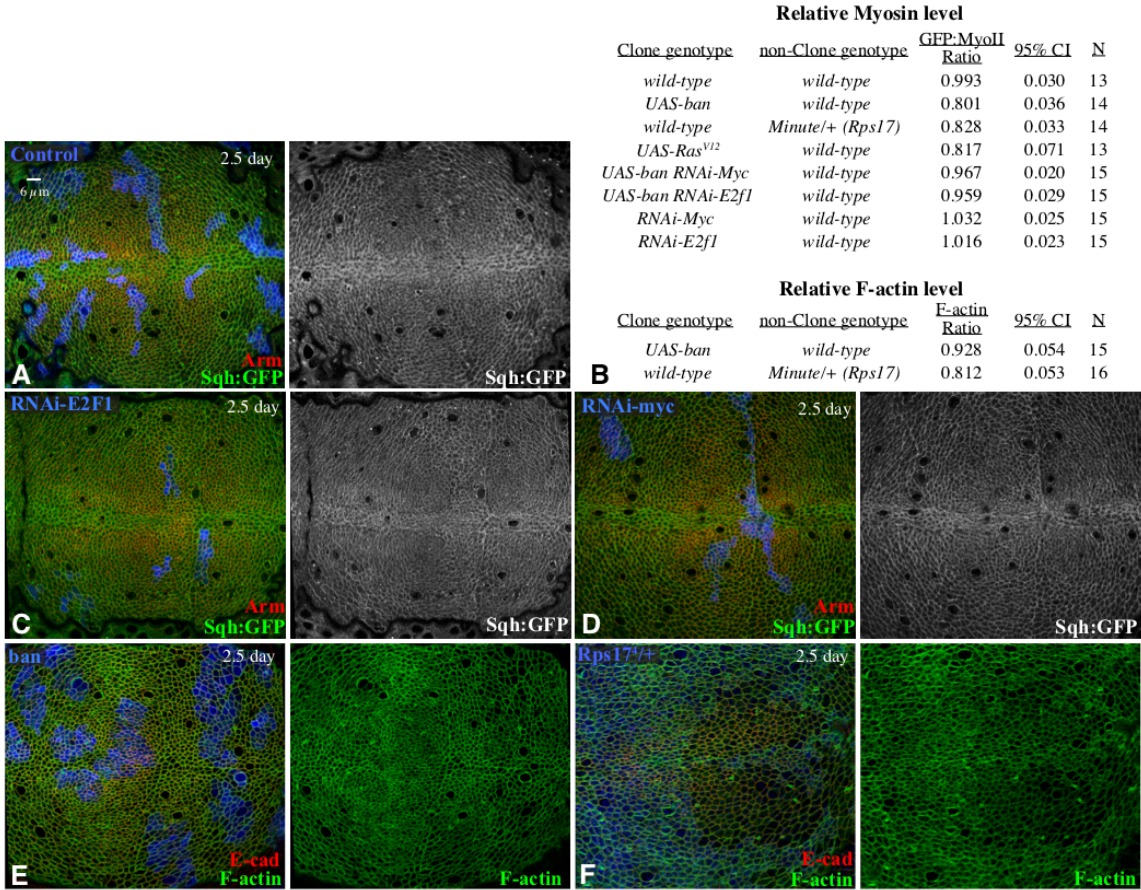 Relative Myosin level
Clone genotype non-Clone genotype GFP:MyoII Ratio 95% CI N
wild-type wild-type 0.993 0.030 13
UAS-ban wild-type 0.801 0.036 14
wild-type Minute/+ (Rps17) 0.828 0.033 14
UAS-Ras^V12 wild-type 0.817 0.071 13
UAS-ban RNAi-Myc wild-type 0.967 0.020 15
UAS-ban RNAi-E2f1 wild-type 0.959 0.029 15
RNAi-Myc wild-type 1.032 0.025 15
RNAi-E2f1 wild-type 1.016 0.023 15
Relative F-actin level
Clone genotype non-Clone genotype F-actin Ratio 95% CI N
UAS-ban wild-type 0.928 0.054 15
wild-type Minute/+ (Rps17) 0.812 0.053 16
B
Control 2.5 day
6 µm
A Arm
Sqh:GFP
Sqh:GFP
RNAi-E2F1 2.5 day
C Arm
Sqh:GFP
Sqh:GFP
RNAi-myc 2.5 day
D Arm
Sqh:GFP
Sqh:GFP
ban 2.5 day
E E-cad
F-actin
F-actin
2.5 day
F E-cad
F-actin
F-actin